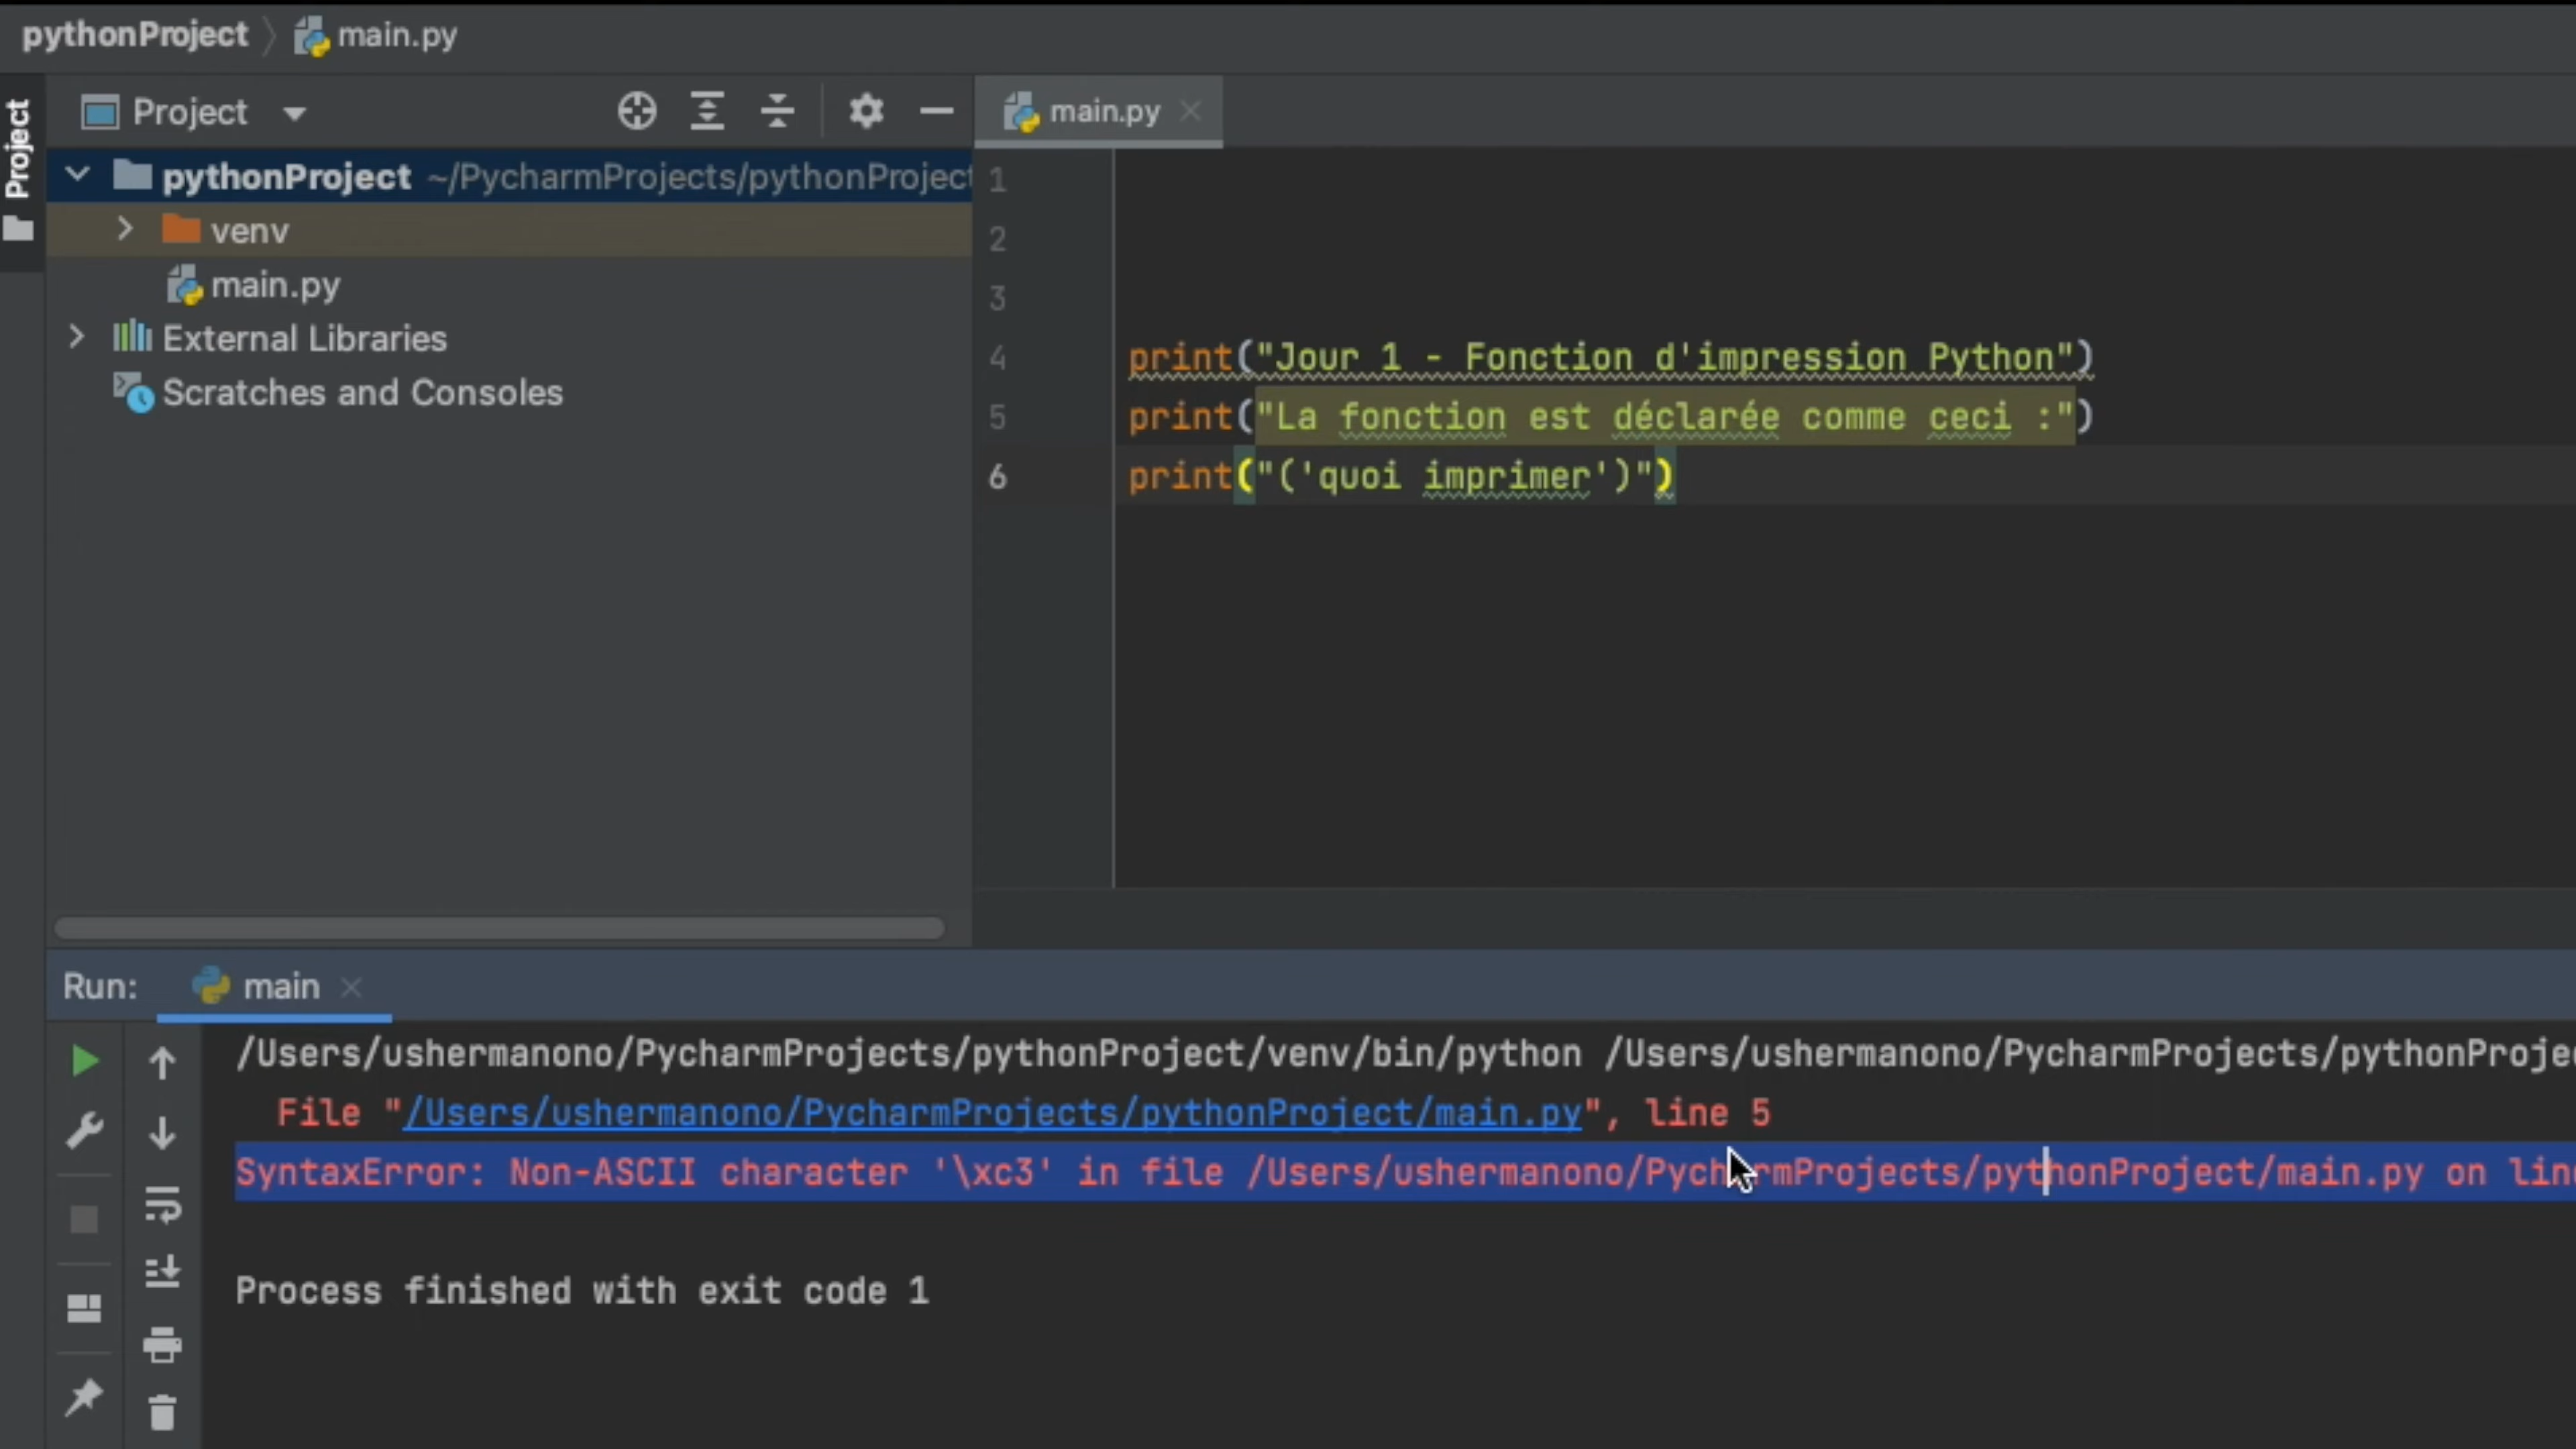 pythonProject main.py
Project
Project
pythonProject ~/PycharmProjects/pythonProject
venv
main.py
External Libraries
Scratches and Consoles
main.py
1
2
3
4 print("Jour 1 - Fonction d'impression Python")
5 print("La fonction est déclarée comme ceci :")
6 print("('quoi imprimer')")
Run: main
/Users/ushermanono/PycharmProjects/pythonProject/venv/bin/python /Users/ushermanono/PycharmProjects/pythonProje
File "/Users/ushermanono/PycharmProjects/pythonProject/main.py", line 5
SyntaxError: Non-ASCII character '\xc3' in file /Users/ushermanono/PycharmProjects/pythonProject/main.py on lin
Process finished with exit code 1